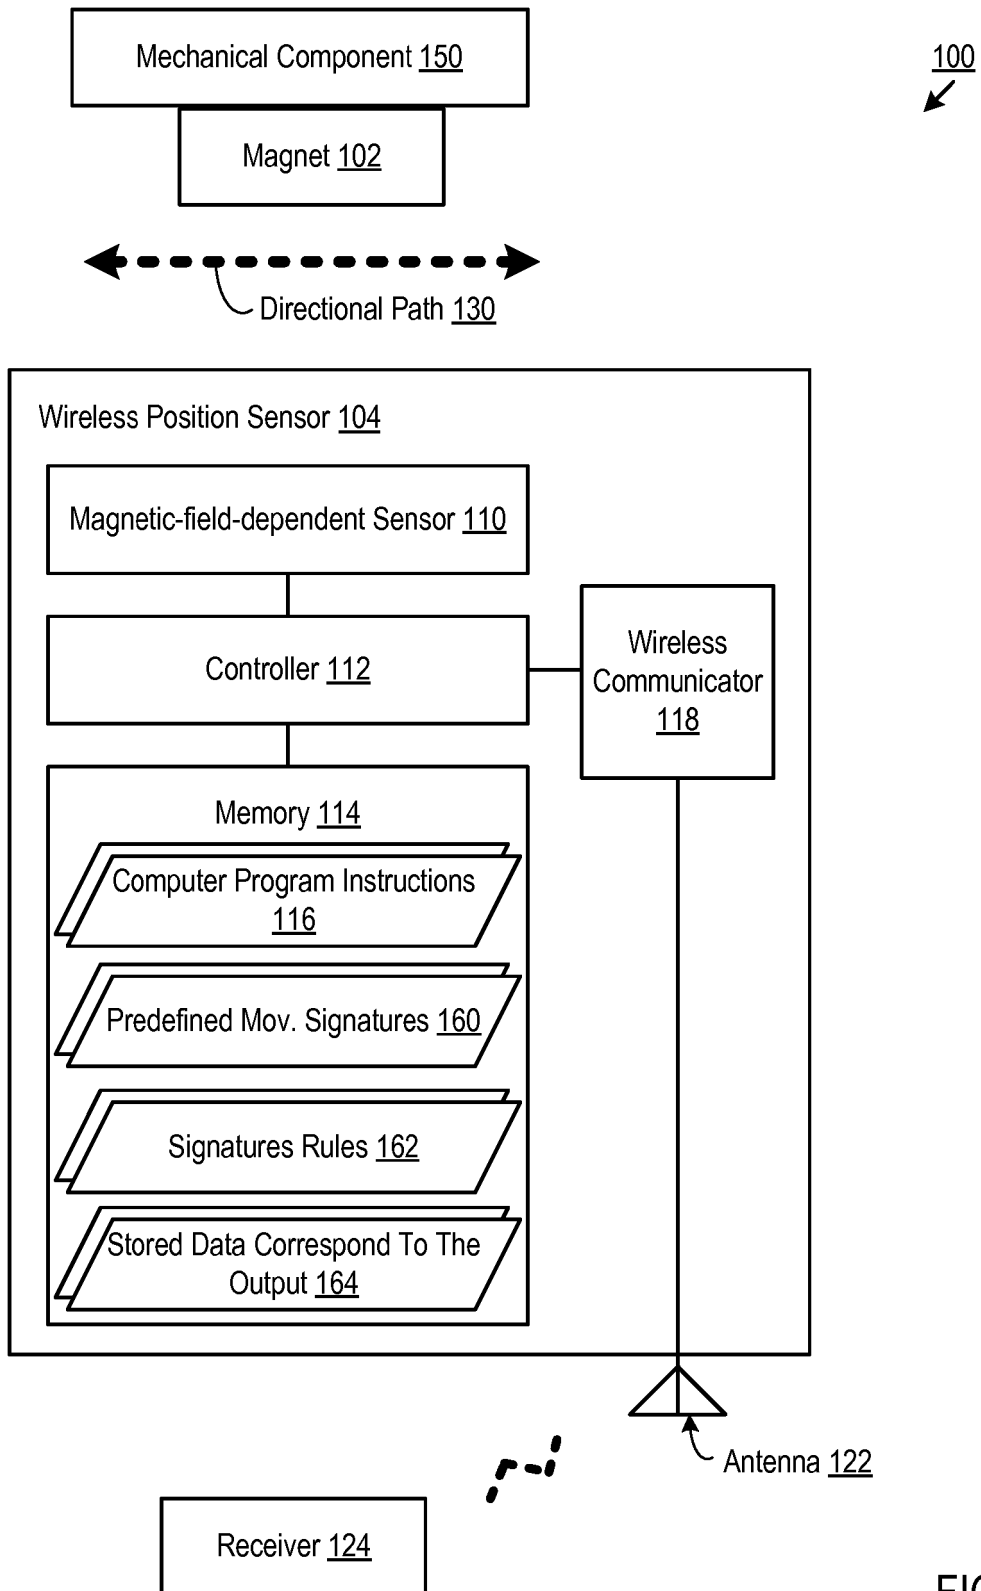 Mechanical Component 150
100
Magnet 102
Directional Path 130
Wireless Position Sensor 104
Magnetic-field-dependent Sensor 110
Controller 112
Wireless
Communicator
118
Memory 114
Computer Program Instructions
116
Predefined Mov. Signatures 160
Signatures Rules 162
Stored Data Correspond To The
Output 164
Antenna 122
Receiver 124